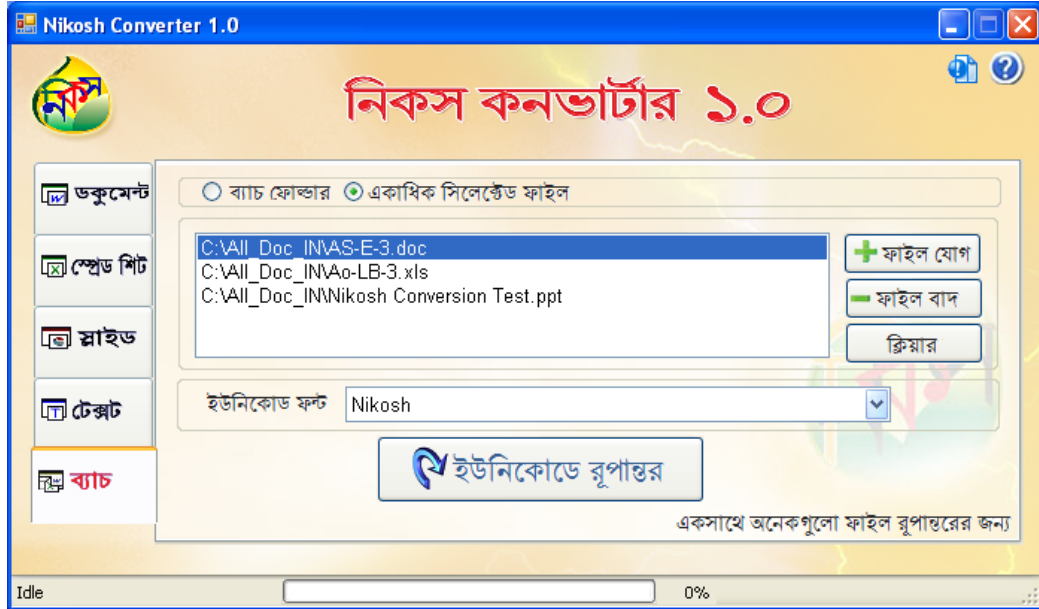 Nikosh Converter 1.0
নিকস
নিকস কনভার্টার ১.০
ডকুমেন্ট
স্প্রেড শিট
স্লাইড
টেক্সট
ব্যাচ
ব্যাচ ফোল্ডার একাধিক সিলেক্টেড ফাইল
C:\All_Doc_IN\AS-E-3.doc
C:\All_Doc_IN\Ao-LB-3.xls
C:\All_Doc_IN\Nikosh Conversion Test.ppt
ফাইল যোগ
ফাইল বাদ
ক্লিয়ার
ইউনিকোড ফন্ট Nikosh
ইউনিকোডে রূপান্তর
একসাথে অনেকগুলো ফাইল রূপান্তরের জন্য
Idle 0%